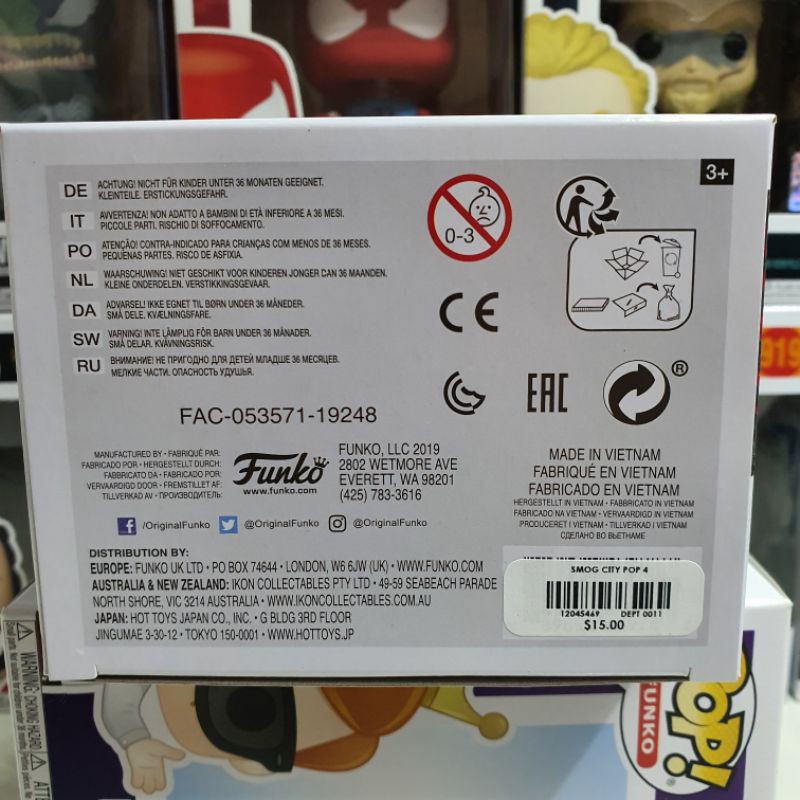 3+
DE ACHTUNG! NICHT FÜR KINDER UNTER 36 MONATEN GEEIGNET.
KLEINTEILE. ERSTICKUNGSGEFAHR.
IT AVVERTENZA! NON ADATTO A BAMBINI DI ETÀ INFERIORE A 36 MESI.
PICCOLE PARTI. RISCHIO DI SOFFOCAMENTO.
PO ATENÇÃO! CONTRA-INDICADO PARA CRIANÇAS COM MENOS DE 36 MESES.
PEQUENAS PARTES. RISCO DE ASFIXIA.
NL WAARSCHUWING! NIET GESCHIKT VOOR KINDEREN JONGER DAN 36 MAANDEN.
KLEINE ONDERDELEN. VERSTIKKINGSGEVAAR.
DA ADVARSEL! IKKE EGNET TIL BØRN UNDER 36 MÅNEDER.
SMÅ DELE. KVÆLNINGSFARE.
SW VARNING! INTE LÄMPLIG FÖR BARN UNDER 36 MÅNADER.
SMÅ DELAR. KVÄVNINGSRISK.
RU ВНИМАНИЕ! НЕ ПРИГОДНО ДЛЯ ДЕТЕЙ МЛАДШЕ 36 МЕСЯЦЕВ.
МЕЛКИЕ ЧАСТИ. ОПАСНОСТЬ УДУШЬЯ.
0-3
CE
EAC
®
FAC-053571-19248
MANUFACTURED BY • FABRIQUÉ PAR:
FABRICADO POR • HERGESTELLT DURCH:
FABBRICATO DA • FABRICADO POR:
VERVAARDIGD DOOR • FREMSTILLET AF:
TILLVERKAD AV • ПРОИЗВОДИТЕЛЬ:
Funko
www.funko.com
FUNKO, LLC 2019
2802 WETMORE AVE
EVERETT, WA 98201
(425) 783-3616
MADE IN VIETNAM
FABRIQUÉ EN VIETNAM
FABRICADO EN VIETNAM
HERGESTELLT IN VIETNAM • FABBRICATO IN VIETNAM
FABRICADO NA VIETNAM • VERVAARDIGD IN VIETNAM
PRODUCERET I VIETNAM • TILLVERKAD I VIETNAM
СДЕЛАНО ВО ВЬЕТНАМЕ
/OriginalFunko @OriginalFunko @OriginalFunko
DISTRIBUTION BY:
EUROPE: FUNKO UK LTD • PO BOX 74644 • LONDON, W6 6JW (UK) • WWW.FUNKO.COM
AUSTRALIA & NEW ZEALAND: IKON COLLECTABLES PTY LTD • 49-59 SEABEACH PARADE
NORTH SHORE, VIC 3214 AUSTRALIA • WWW.IKONCOLLECTABLES.COM.AU
JAPAN: HOT TOYS JAPAN CO., INC. • G BLDG 3RD FLOOR
JINGUMAE 3-30-12 • TOKYO 150-0001 • WWW.HOTTOYS.JP
SMOG CITY POP 4
12045469 DEPT 0011
$15.00
919
POP!
FUNKO
WARNING: CHOKING HAZARD